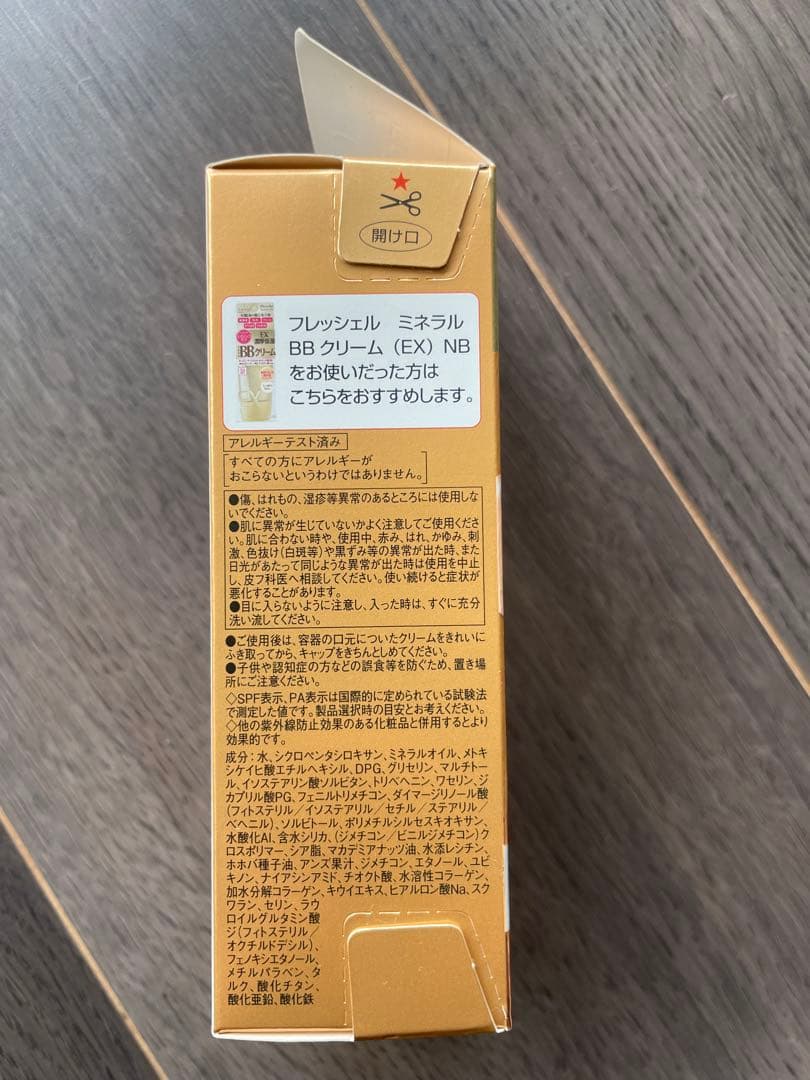 開け口
フレッシェル ミネラル
BB クリーム（EX）NB
をお使いだった方は
こちらをおすすめします。
EX
BBクリーム
アレルギーテスト済み
すべての方にアレルギーが
おこらないというわけではありません。
●傷、はれもの、湿疹等異常のあるところには使用しな
いでください。
●肌に異常が生じていないかよく注意してご使用くださ
い。肌に合わない時や、使用中、赤み、はれ、かゆみ、刺
激、色抜け(白斑等)や黒ずみ等の異常が出た時、また
日光があたって同じような異常が出た時は使用を中止
し、皮フ科医へ相談してください。使い続けると症状が
悪化することがあります。
●目に入らないように注意し、入った時は、すぐに充分
洗い流してください。
●ご使用後は、容器の口元についたクリームをきれいに
ふき取ってから、キャップをきちんとしめてください。
●子供や認知症の方などの誤食等を防ぐため、置き場
所にご注意ください。
◇SPF表示、PA表示は国際的に定められている試験法
で測定した値です。製品選択時の目安とお考えください。
◇他の紫外線防止効果のある化粧品と併用するとより
効果的です。
成分：水、シクロペンタシロキサン、ミネラルオイル、メトキ
シケイヒ酸エチルヘキシル、DPG、グリセリン、マルチトー
ル、イソステアリン酸ソルビタン、トリベヘニン、ワセリン、ジ
カプリル酸PG、フェニルトリメチコン、ダイマージリノール酸
(フィトステリル／イソステアリル／セチル／ステアリル／
ベヘニル)、ソルビトール、ポリメチルシルセスキオキサン、
水酸化Al、含水シリカ、(ジメチコン／ビニルジメチコン)ク
ロスポリマー、シア脂、マカデミアナッツ油、水添レシチン、
ホホバ種子油、アンズ果汁、ジメチコン、エタノール、ユビ
キノン、ナイアシンアミド、チオクト酸、水溶性コラーゲン、
加水分解コラーゲン、キウイエキス、ヒアルロン酸Na、スク
ワラン、セリン、ラウ
ロイルグルタミン酸
ジ(フィトステリル／
オクチルドデシル)、
フェノキシエタノール、
メチルパラベン、タ
ルク、酸化チタン、
酸化亜鉛、酸化鉄